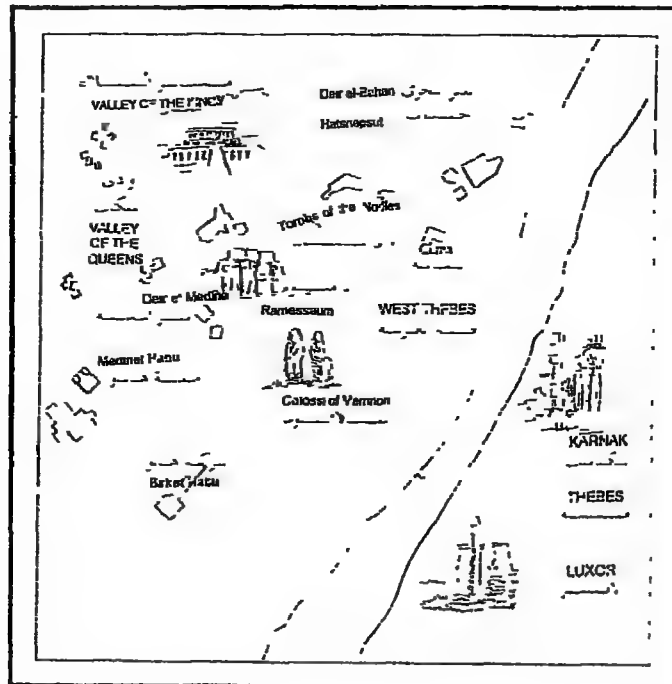 VALLEY OF THE KINGS
Deir el-Bahari
Hatshepsut
Tombs of the Nobles
VALLEY
OF THE
QUEENS
Gurna
Deir el Medina
Ramesseum
WEST THEBES
Medinet Habu
Colossi of Memnon
KARNAK
Birket Habu
THEBES
LUXOR